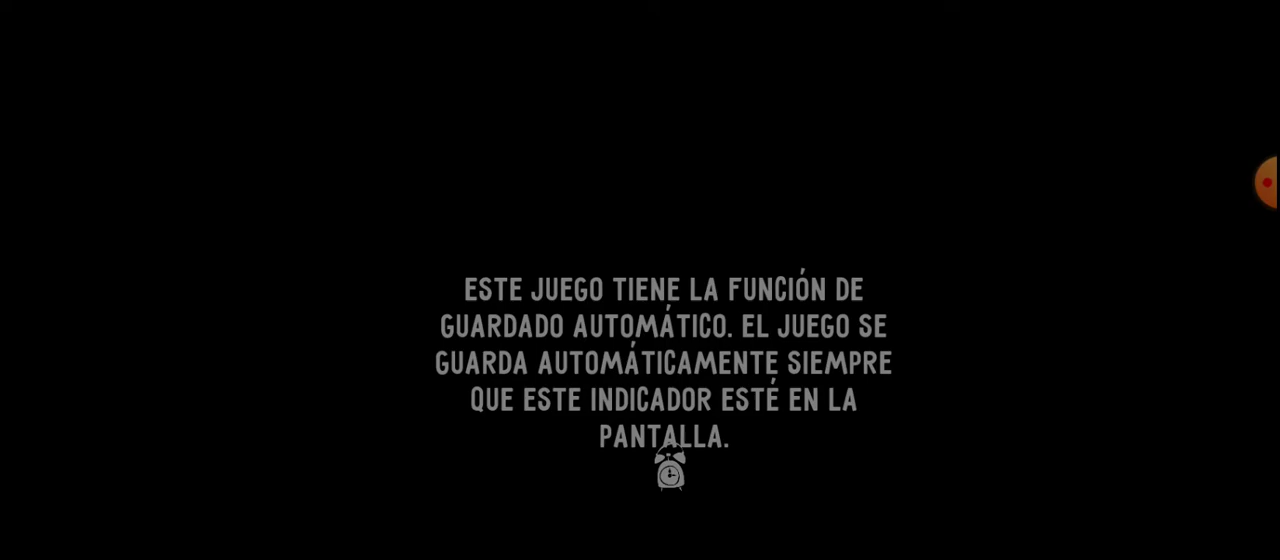 ESTE JUEGO TIENE LA FUNCIÓN DE
GUARDADO AUTOMÁTICO. EL JUEGO SE
GUARDA AUTOMÁTICAMENTE SIEMPRE
QUE ESTE INDICADOR ESTÉ EN LA
PANTALLA.